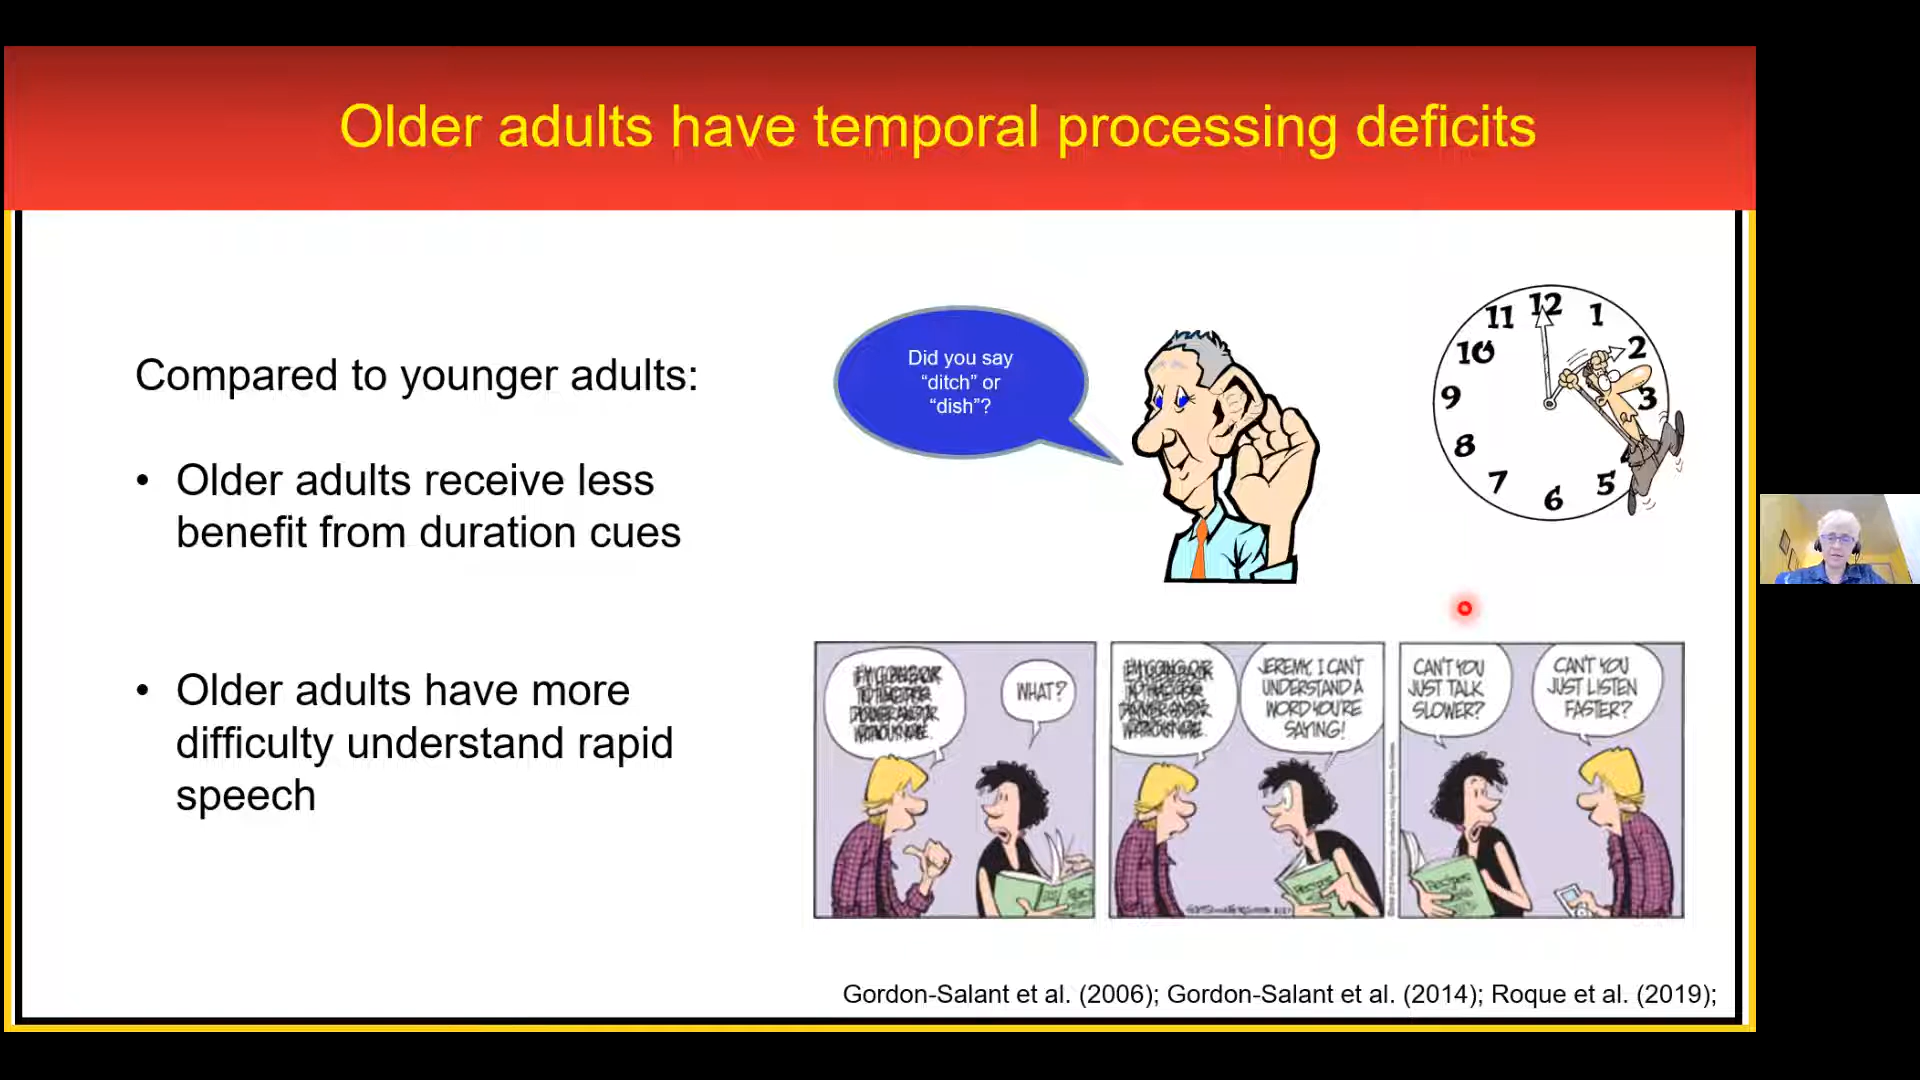 Older adults have temporal processing deficits
Compared to younger adults:
• Older adults receive less
benefit from duration cues
• Older adults have more
difficulty understand rapid
speech
Did you say
“ditch” or
“dish”?
11 12 1
10 2
9 3
8
7 6 5
WHAT?
JEREMY, I CAN'T
UNDERSTAND A
WORD YOU'RE
SAYING!
CAN'T YOU
JUST TALK
SLOWER?
CAN'T YOU
JUST LISTEN
FASTER?
Recipes
Gordon-Salant et al. (2006); Gordon-Salant et al. (2014); Roque et al. (2019);